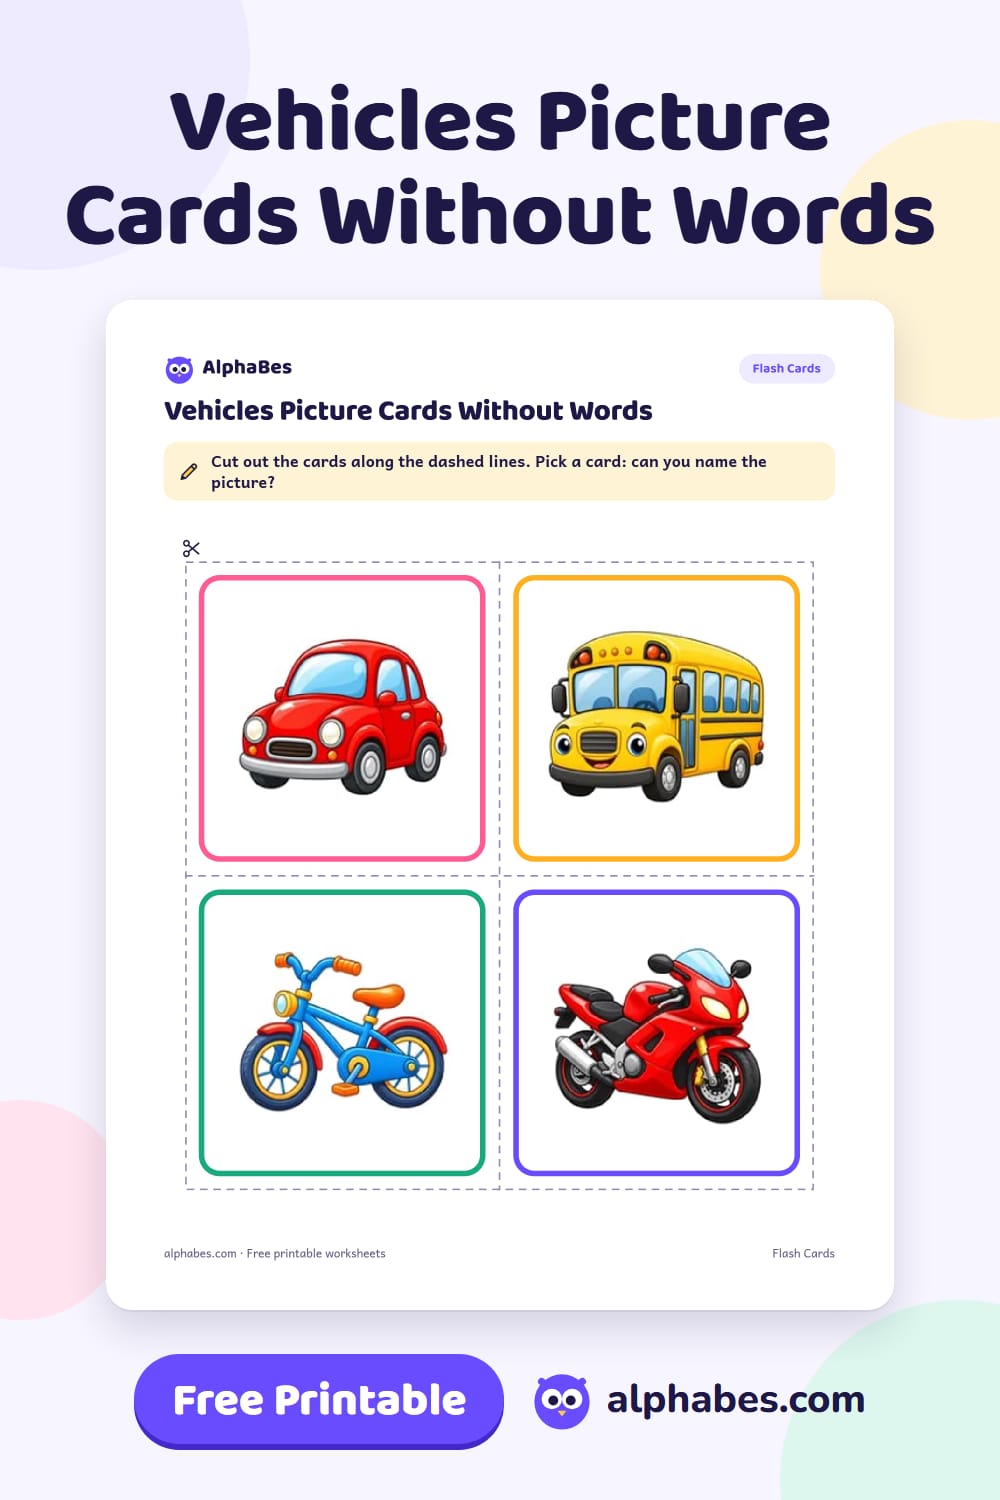 Vehicles Picture
Cards Without Words
AlphaBes
Flash Cards
Vehicles Picture Cards Without Words
Cut out the cards along the dashed lines. Pick a card: can you name the
picture?
alphabes.com · Free printable worksheets
Flash Cards
Free Printable
alphabes.com